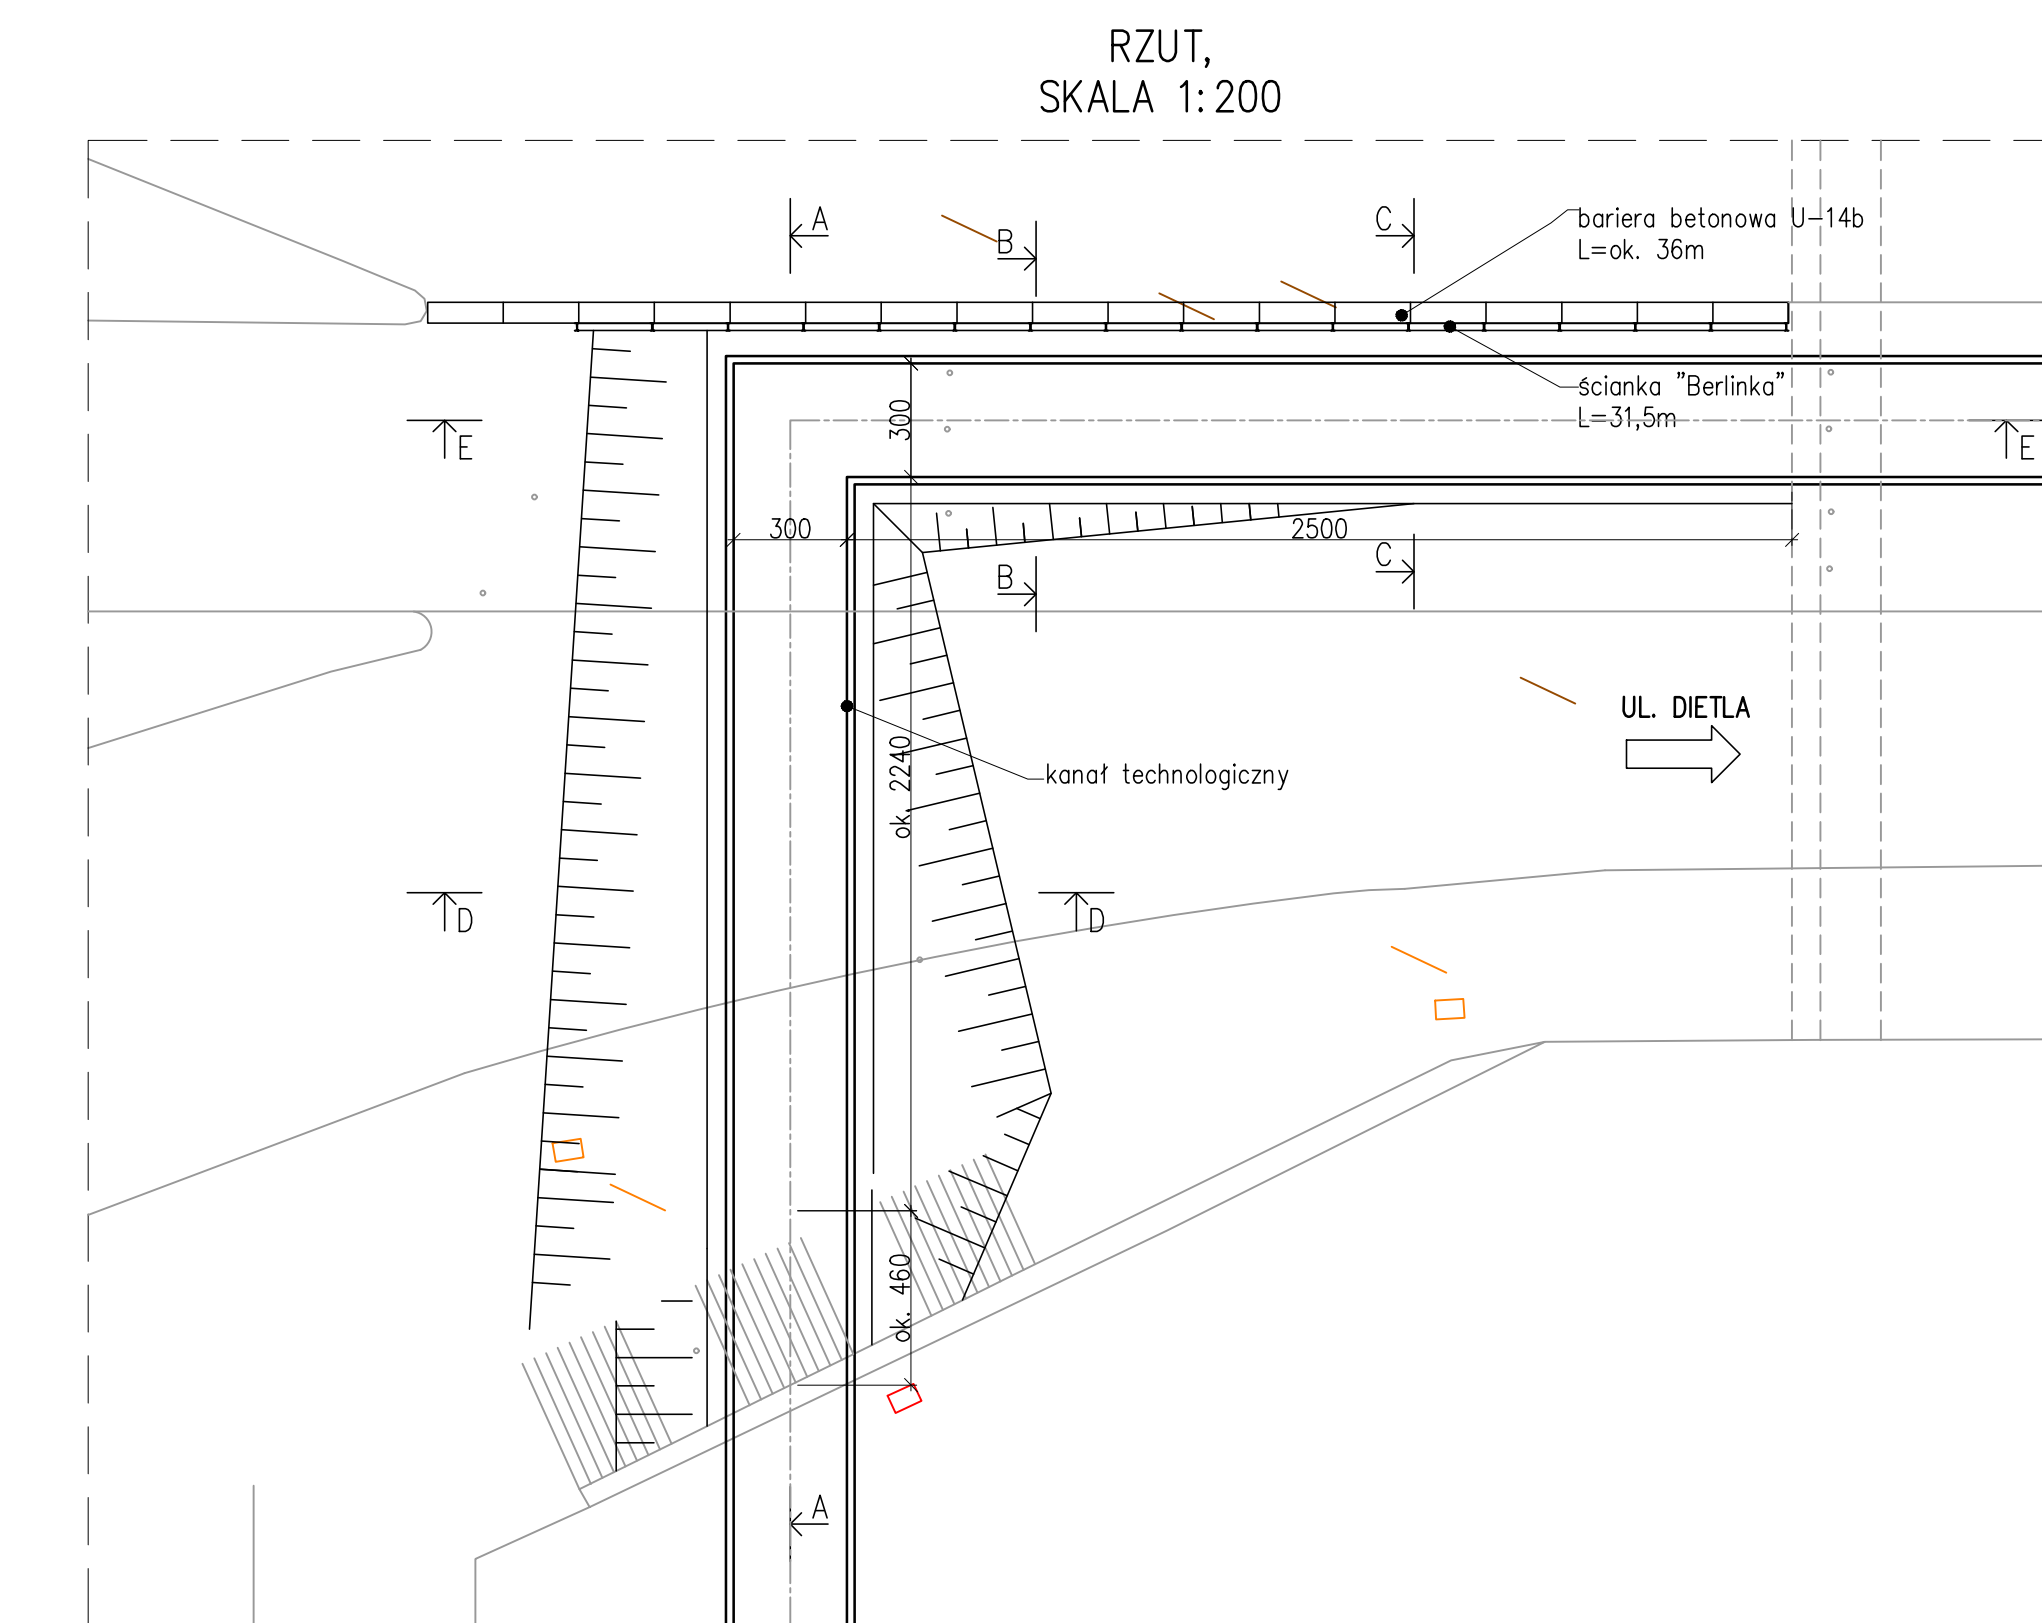 RZUT,
SKALA 1:200
A
B
C
bariera betonowa U-14b
L=ok. 36m
ścianka "Berlinka"
L=31,5m
300
E
E
300
2500
B
C
UL. DIETLA
ok. 2240
kanał technologiczny
D
D
ok. 460
A